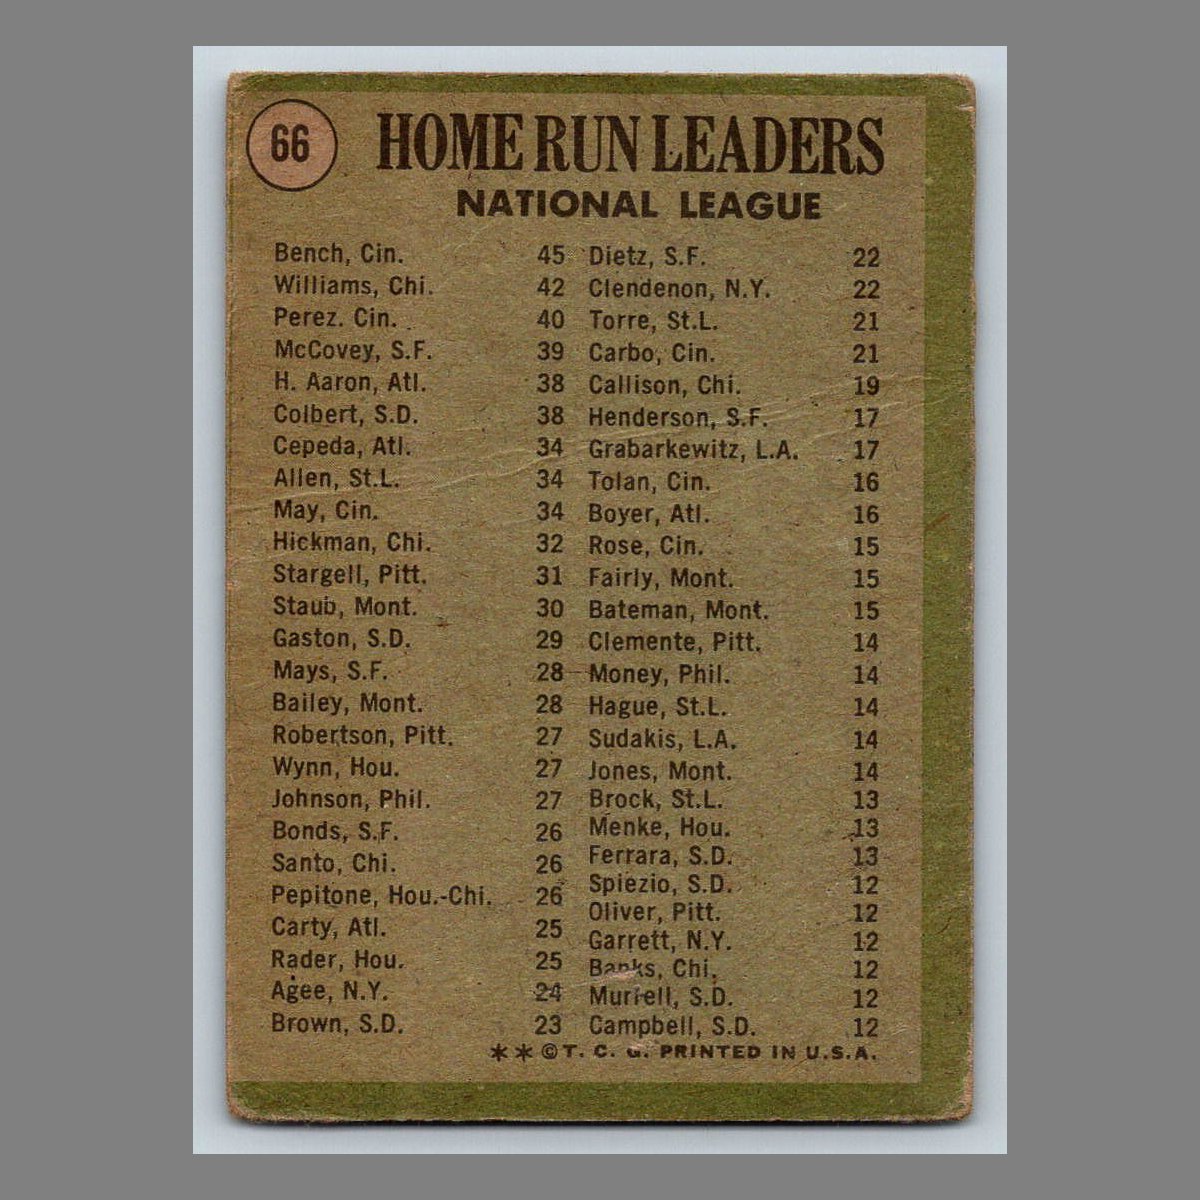 66
HOME RUN LEADERS
NATIONAL LEAGUE
Bench, Cin. 45
Williams, Chi. 42
Perez. Cin. 40
McCovey, S.F. 39
H. Aaron, Atl. 38
Colbert, S.D. 38
Cepeda, Atl. 34
Allen, St.L. 34
May, Cin. 34
Hickman, Chi. 32
Stargell, Pitt. 31
Staub, Mont. 30
Gaston, S.D. 29
Mays, S.F. 28
Bailey, Mont. 28
Robertson, Pitt. 27
Wynn, Hou. 27
Johnson, Phil. 27
Bonds, S.F. 26
Santo, Chi. 26
Pepitone, Hou.-Chi. 26
Carty, Atl. 25
Rader, Hou. 25
Agee, N.Y. 24
Brown, S.D. 23
Dietz, S.F. 22
Clendenon, N.Y. 22
Torre, St.L. 21
Carbo, Cin. 21
Callison, Chi. 19
Henderson, S.F. 17
Grabarkewitz, L.A. 17
Tolan, Cin. 16
Boyer, Atl. 16
Rose, Cin. 15
Fairly, Mont. 15
Bateman, Mont. 15
Clemente, Pitt. 14
Money, Phil. 14
Hague, St.L. 14
Sudakis, L.A. 14
Jones, Mont. 14
Brock, St.L. 13
Menke, Hou. 13
Ferrara, S.D. 13
Spiezio, S.D. 12
Oliver, Pitt. 12
Garrett, N.Y. 12
Banks, Chi. 12
Murrell, S.D. 12
Campbell, S.D. 12
**©T. C. G. PRINTED IN U.S.A.